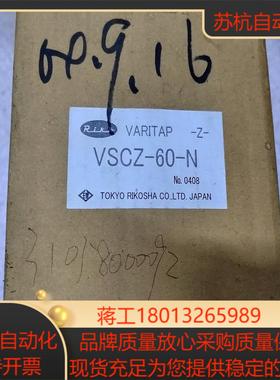 苏杭自动
08.9.16
Rik VARITAP -Z-
VSCZ-60-N
No. 0408
TOKYO RIKOSHA CO.,LTD. JAPAN
蒋工18013265989
自动化
开票
品牌质量放心采购质量保
现货充足为您提供稳定的